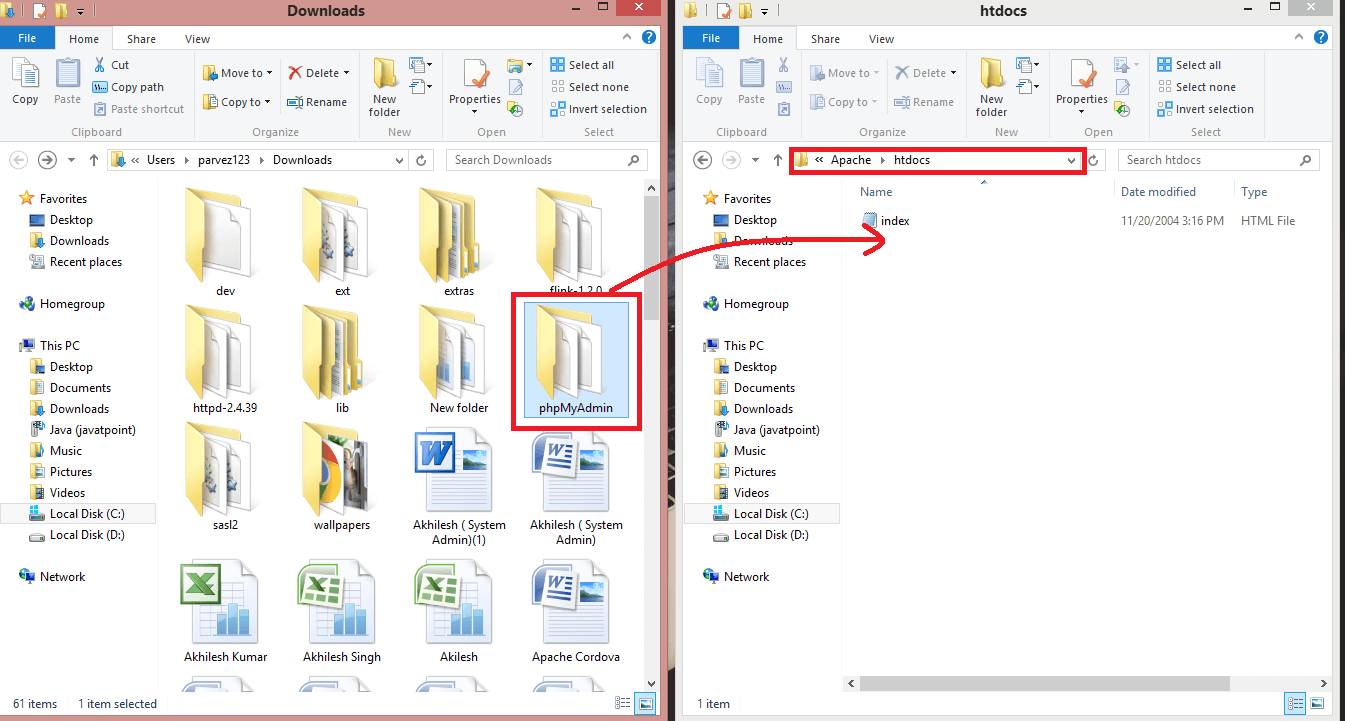 Downloads
File Home Share View
Copy
Paste
Cut
Copy path
Paste shortcut
Clipboard
Move to
Copy to
Delete
Rename
Organize
New
folder
New
Properties
Open
Select all
Select none
Invert selection
Select
« Users parvez123 Downloads
Search Downloads
Favorites
Desktop
Downloads
Recent places
Homegroup
This PC
Desktop
Documents
Downloads
Java (javatpoint)
Music
Pictures
Videos
Local Disk (C:)
Local Disk (D:)
Network
dev ext extras flink-1.2.0
httpd-2.4.39 lib New folder phpMyAdmin
sasl2 wallpapers Akhilesh ( System Admin)(1) Akhilesh ( System Admin)
Akhilesh Kumar Akhilesh Singh Akilesh Apache Cordova
61 items 1 item selected
htdocs
File Home Share View
Copy
Paste
Clipboard
Move to
Copy to
Delete
Rename
Organize
New
folder
New
Properties
Open
Select all
Select none
Invert selection
Select
« Apache htdocs
Search htdocs
Favorites
Desktop
Downloads
Recent places
Homegroup
This PC
Desktop
Documents
Downloads
Java (javatpoint)
Music
Pictures
Videos
Local Disk (C:)
Local Disk (D:)
Network
Name Date modified Type
index 11/20/2004 3:16 PM HTML File
1 item